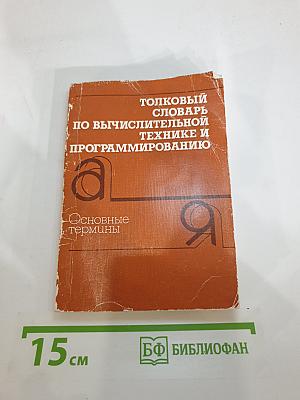 ТОЛКОВЫЙ
СЛОВАРЬ
ПО ВЫЧИСЛИТЕЛЬНОЙ
ТЕХНИКЕ И
ПРОГРАММИРОВАНИЮ
а
Я
Основные
термины
15 см
БФ БИБЛИОФАН